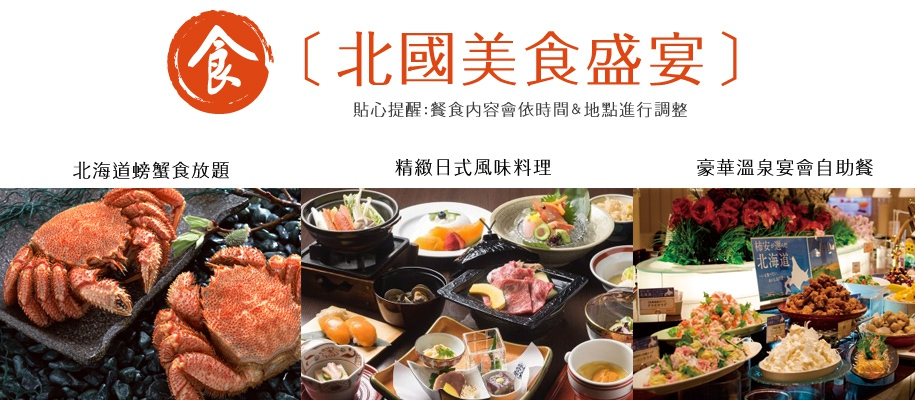 食
〔北國美食盛宴〕
貼心提醒:餐食內容會依時間&地點進行調整
北海道螃蟹食放題
精緻日式風味料理
豪華溫泉宴會自助餐
北海道